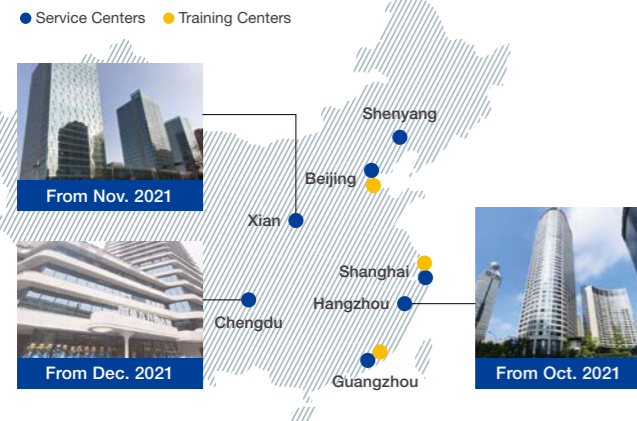 Service Centers Training Centers
Shenyang
Beijing
From Nov. 2021
Xian
Shanghai
Hangzhou
Chengdu
From Dec. 2021
Guangzhou
From Oct. 2021